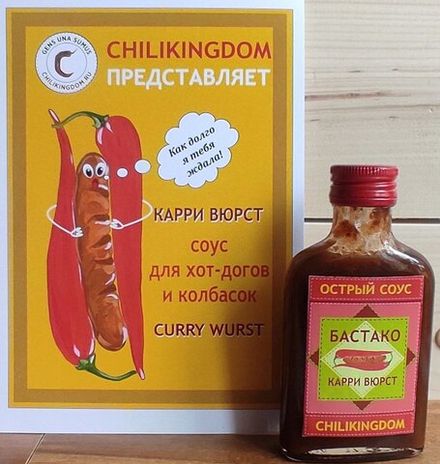 GENS UNA SUMUS
C
CHILIKINGDOM.RU
CHILIKINGDOM
ПРЕДСТАВЛЯЕТ
Как долго
я тебя
ждала!
КАРРИ ВЮРСТ
соус
для хот-догов
и колбасок
CURRY WURST
ОСТРЫЙ СОУС
БАСТАКО
КАРРИ ВЮРСТ
CHILIKINGDOM